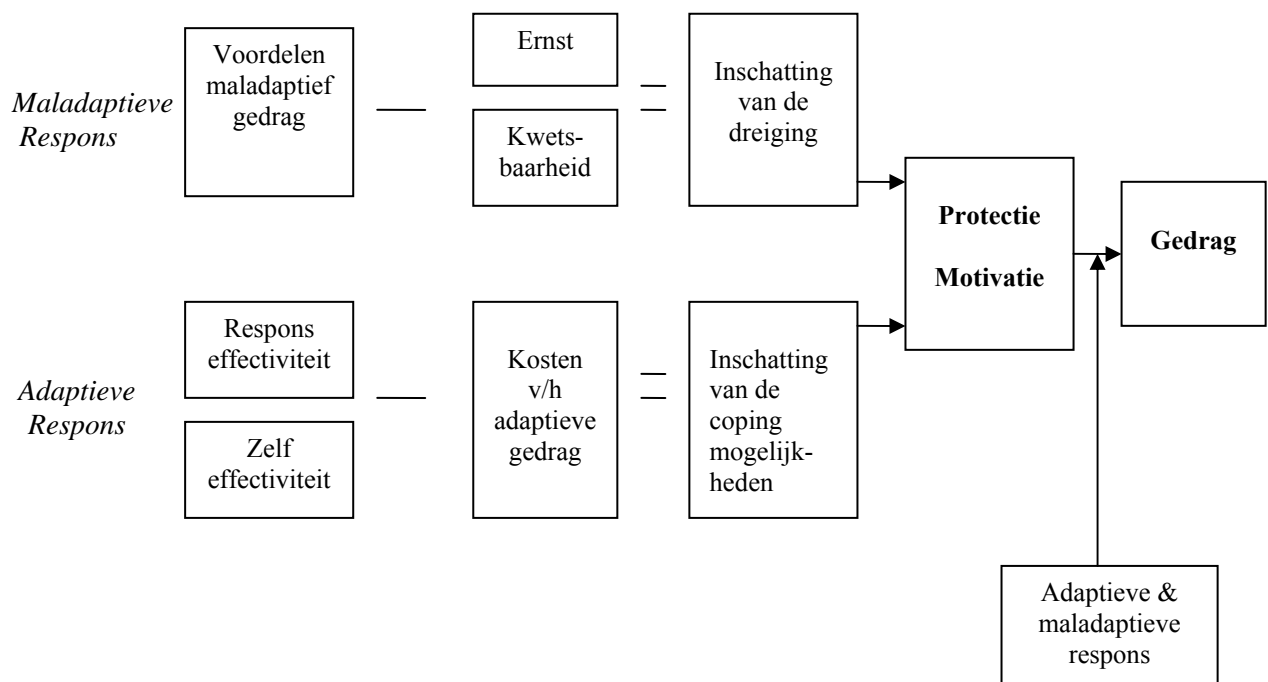 Maladaptieve
Respons
Voordelen
maladaptief
gedrag
Ernst
Kwets-
baarheid
Inschatting
van de
dreiging
Protectie
Motivatie
Gedrag
Adaptieve
Respons
Respons
effectiviteit
Zelf
effectiviteit
Kosten
v/h
adaptieve
gedrag
Inschatting
van de
coping
mogelijk-
heden
Adaptieve &
maladaptieve
respons